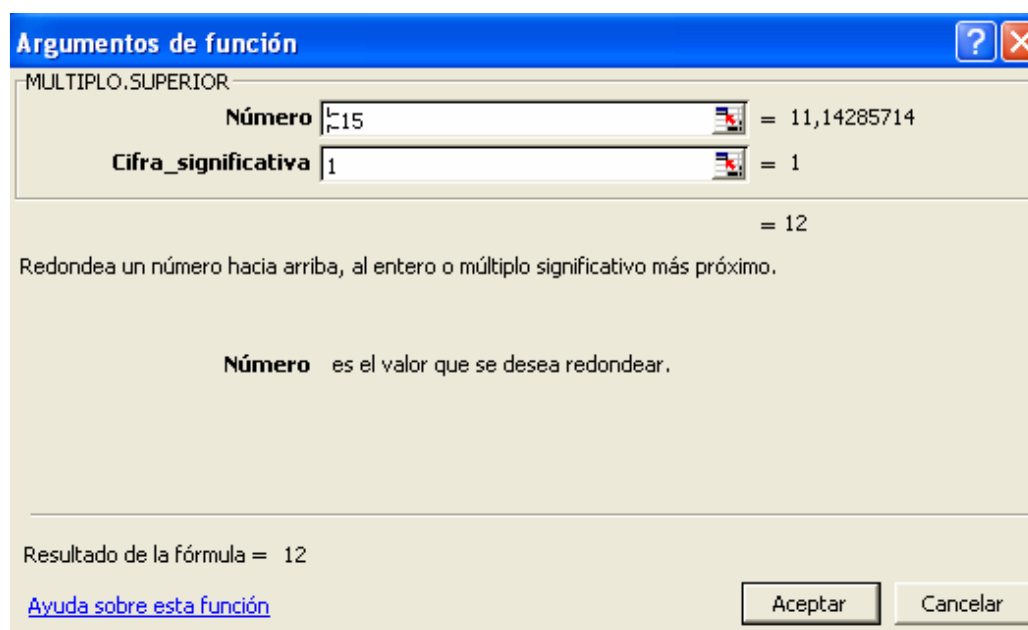 Argumentos de función
MULTIPLO.SUPERIOR
Número C15 = 11,14285714
Cifra_significativa 1 = 1
= 12
Redondea un número hacia arriba, al entero o múltiplo significativo más próximo.
Número es el valor que se desea redondear.
Resultado de la fórmula = 12
Ayuda sobre esta función
Aceptar Cancelar